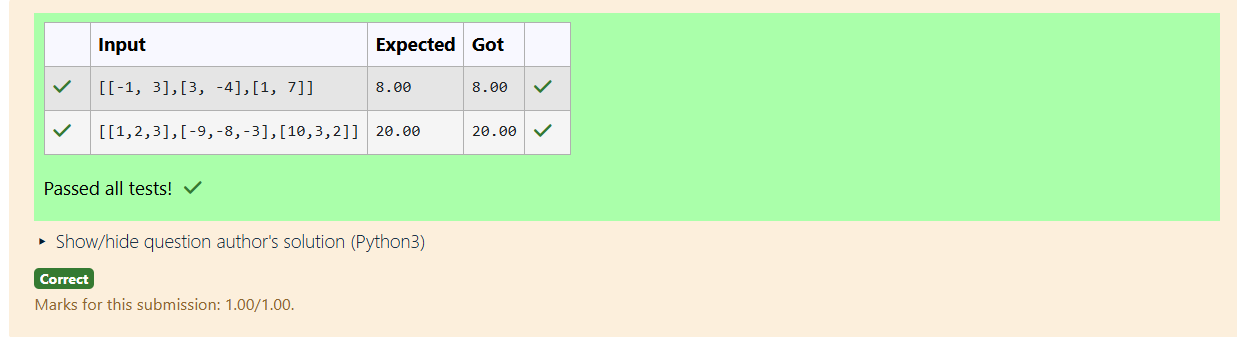 Input Expected Got
[[-1, 3],[3, -4],[1, 7]] 8.00 8.00
[[1,2,3],[-9,-8,-3],[10,3,2]] 20.00 20.00
Passed all tests!
Show/hide question author's solution (Python3)
Correct
Marks for this submission: 1.00/1.00.